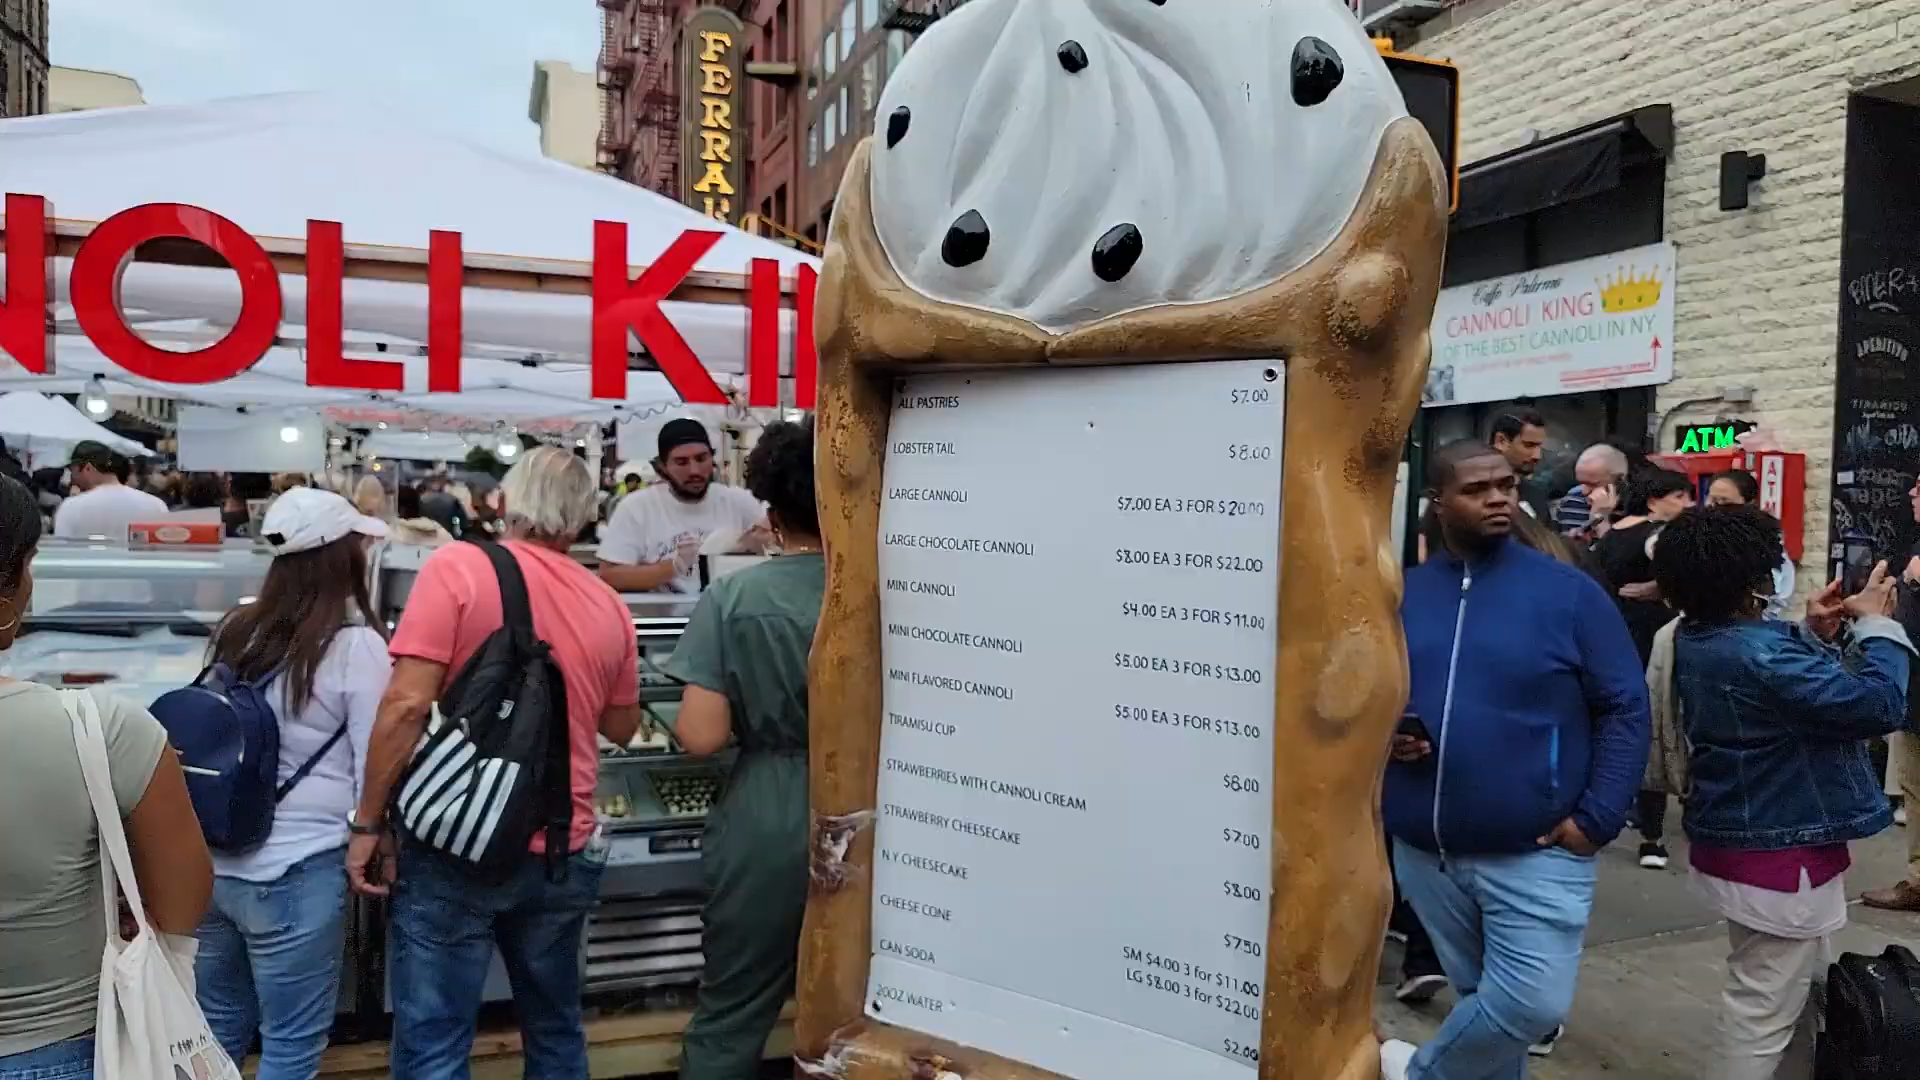 FERRA
NOLI KIN
ALL PASTRIES $7.00
LOBSTER TAIL $8.00
LARGE CANNOLI $7.00 EA 3 FOR $20.00
LARGE CHOCOLATE CANNOLI $8.00 EA 3 FOR $22.00
MINI CANNOLI $4.00 EA 3 FOR $11.00
MINI CHOCOLATE CANNOLI $5.00 EA 3 FOR $13.00
MINI FLAVORED CANNOLI $5.00 EA 3 FOR $13.00
TIRAMISU CUP $8.00
STRAWBERRIES WITH CANNOLI CREAM $7.00
STRAWBERRY CHEESECAKE $8.00
N.Y CHEESECAKE $7.50
CHEESE CONE SM $4.00 3 for $11.00
LG $8.00 3 for $22.00
CAN SODA $2.00
20OZ WATER
Caffe Palermo
CANNOLI KING
OF THE BEST CANNOLI IN NY
ATM
ATM
APERITIVO
TIRAMISU